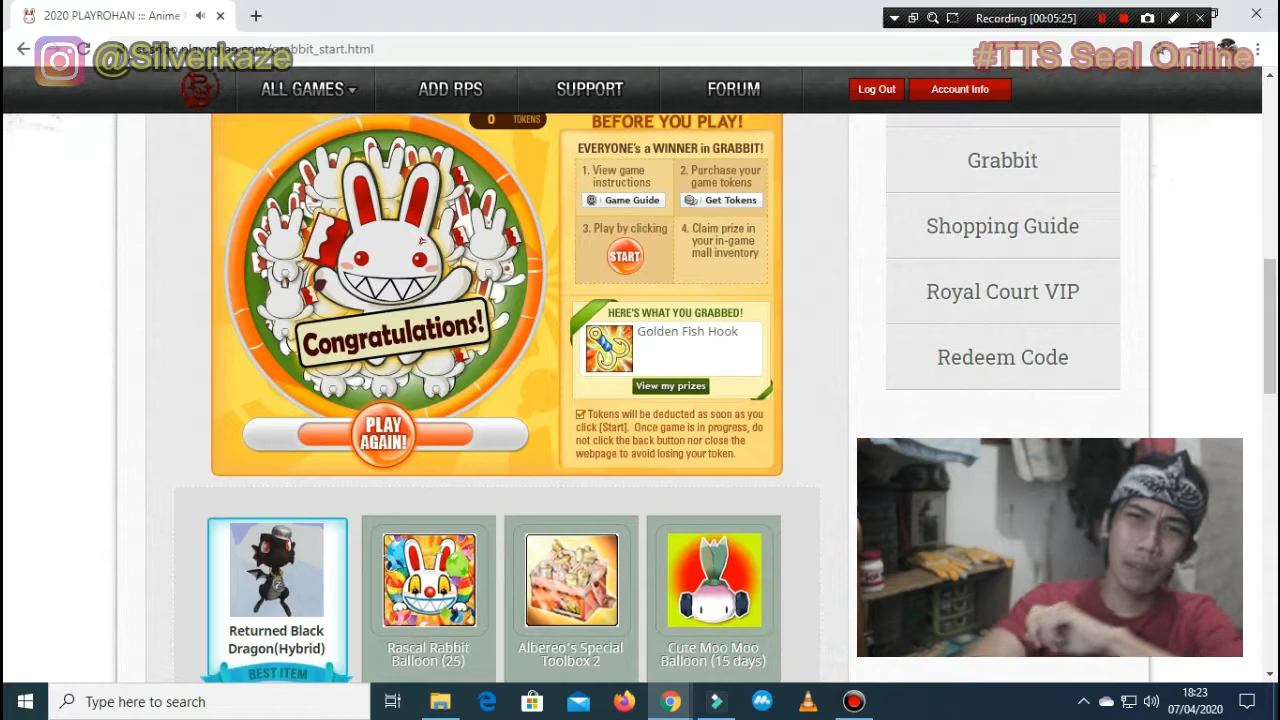 2020 PLAYROHAN ::: Anime
Recording [00:05:25]
playrohan.com/grabbit_start.html
@Silverkaze
#TTS Seal Online
ALL GAMES
ADD RPS
SUPPORT
FORUM
Log Out
Account Info
0 TOKENS
BEFORE YOU PLAY!
EVERYONE's a WINNER in GRABBIT!
1. View game
instructions
Game Guide
2. Purchase your
game tokens
Get Tokens
3. Play by clicking
START
4. Claim prize in
your in-game
mall inventory
Congratulations!
HERE'S WHAT YOU GRABBED!
Golden Fish Hook
View my prizes
Tokens will be deducted as soon as you
click [Start]. Once game is in progress, do
not click the back button nor close the
webpage to avoid losing your token.
PLAY
AGAIN!
Grabbit
Shopping Guide
Royal Court VIP
Redeem Code
Returned Black
Dragon(Hybrid)
BEST ITEM
Rascal Rabbit
Balloon (25)
Albereo's Special
Toolbox 2
Cute Moo Moo
Balloon (15 days)
Type here to search
18:23
07/04/2020